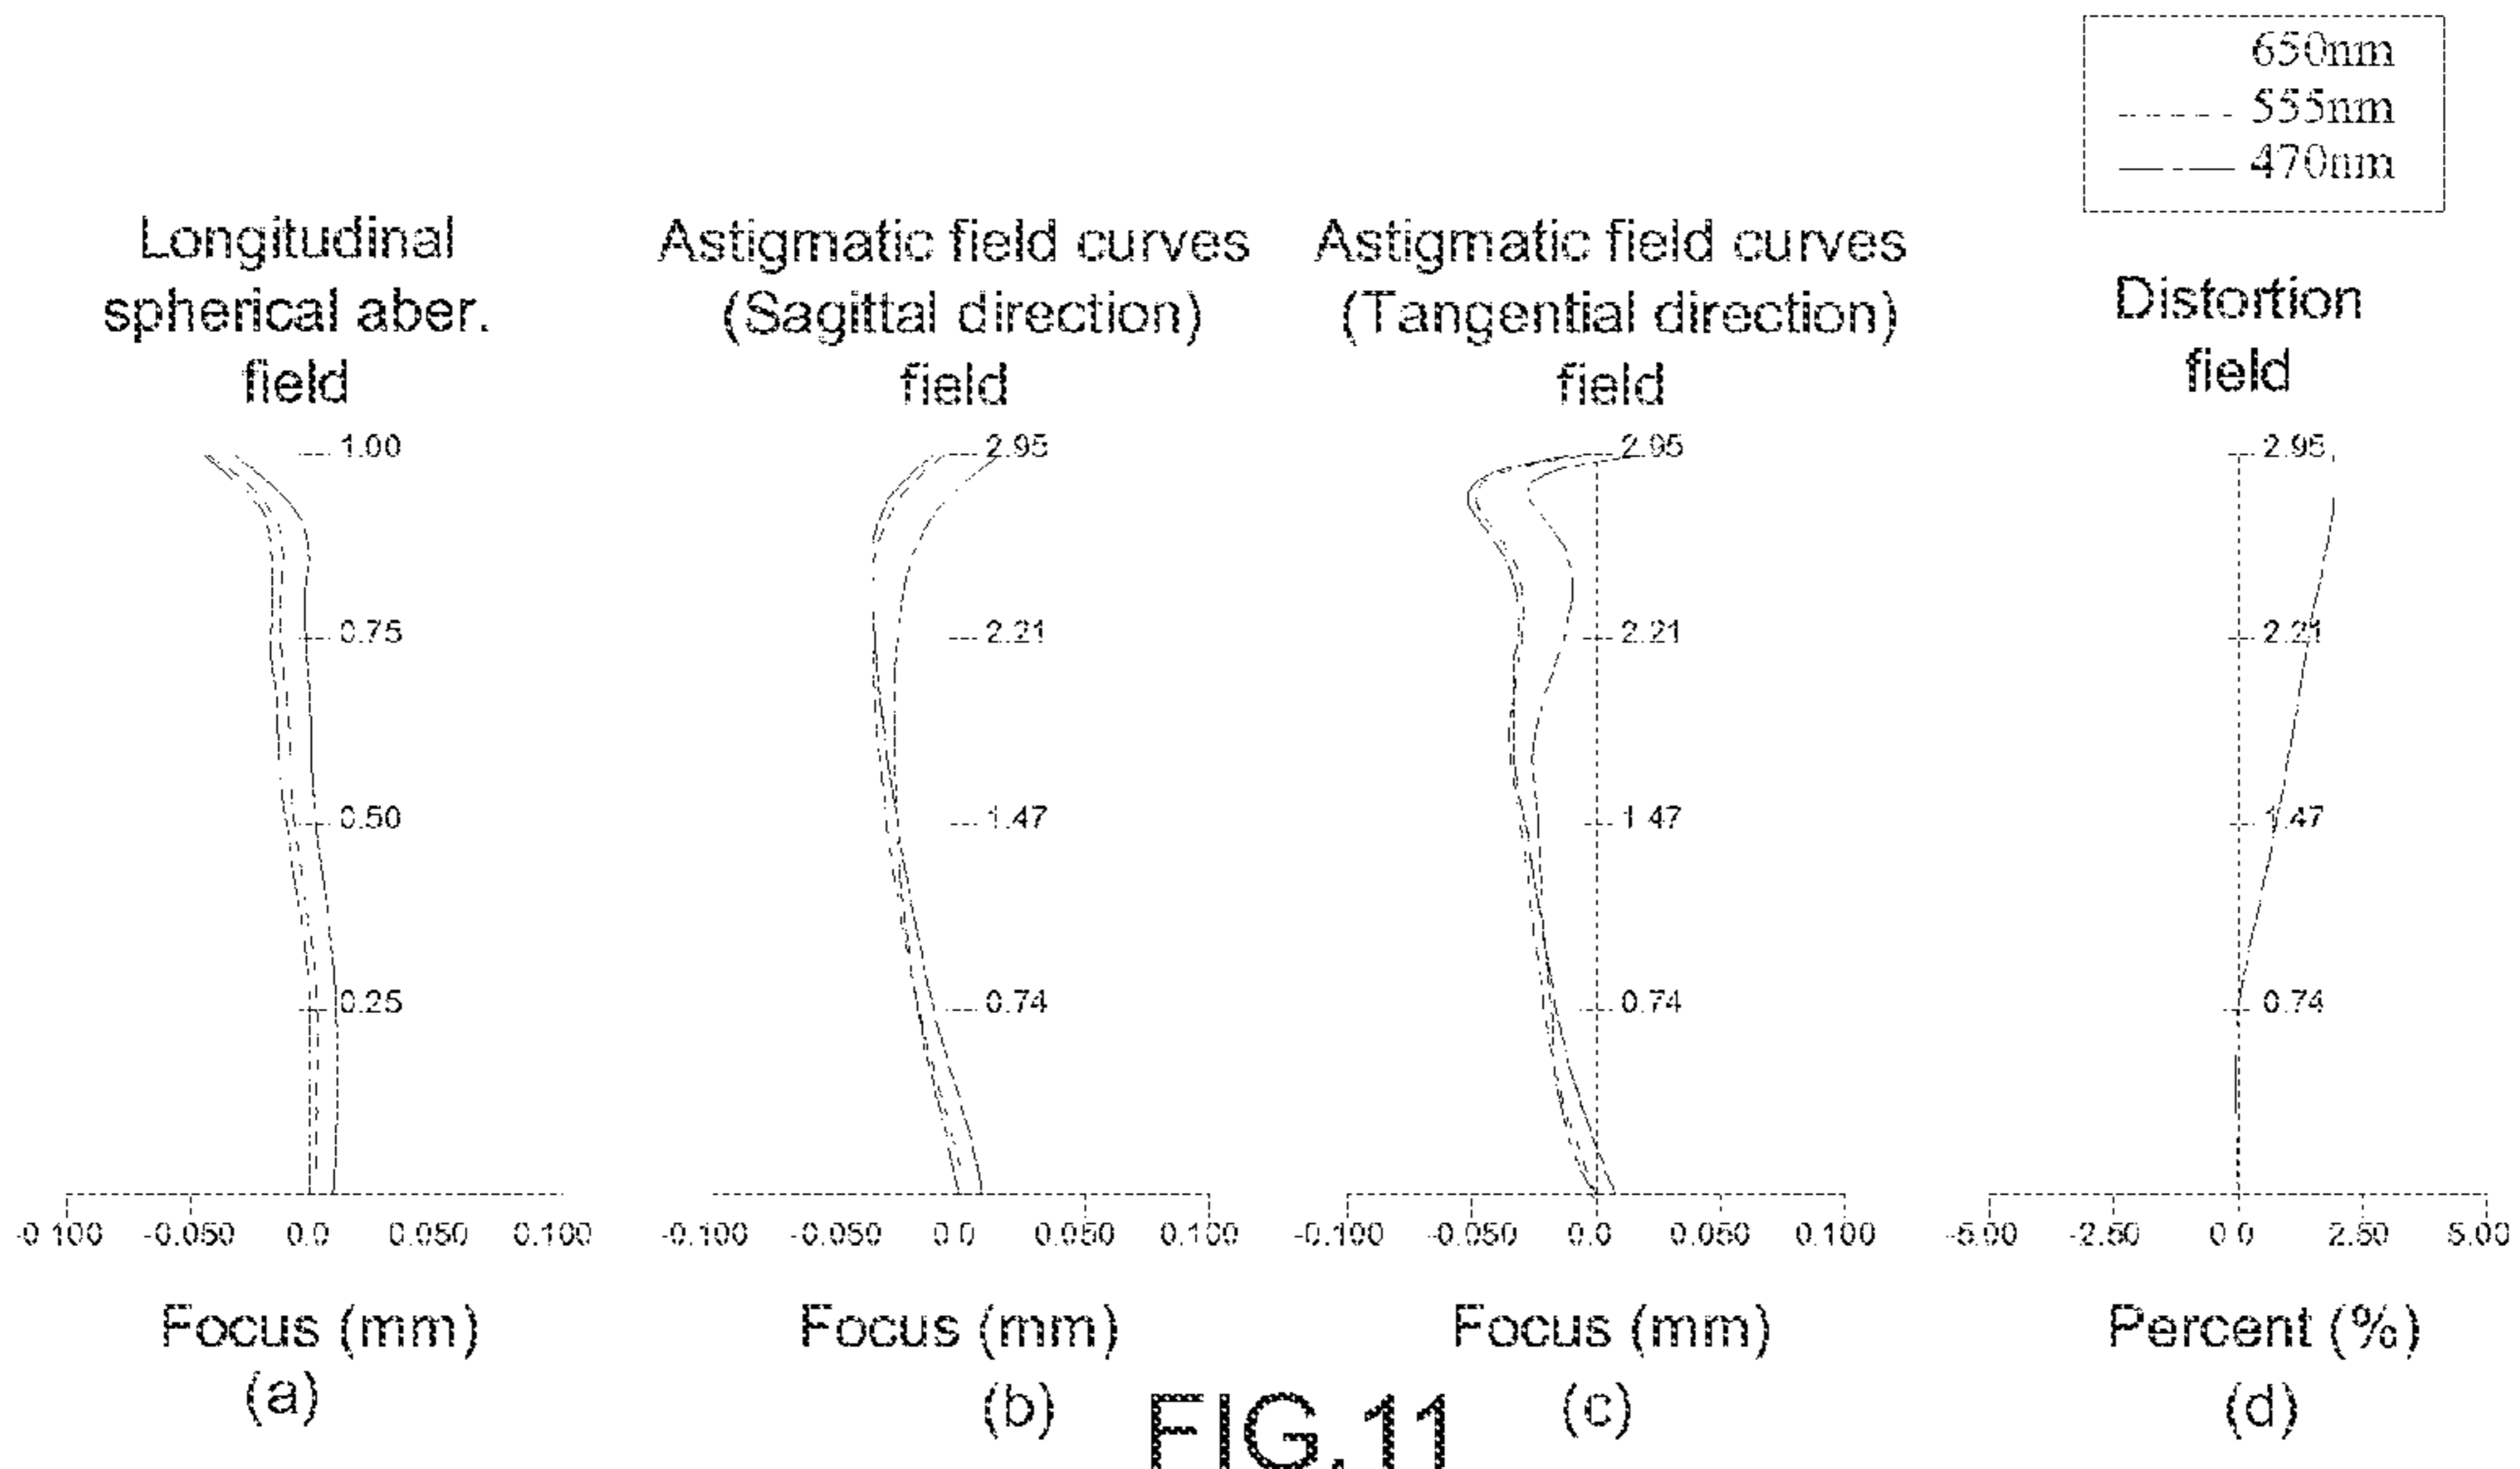 650nm
555nm
470nm
Longitudinal
spherical aber.
field
Astigmatic field curves
(Sagittal direction)
field
Astigmatic field curves
(Tangential direction)
field
Distortion
field
1.00
0.75
0.50
0.25
-0.100 -0.050 0.0 0.050 0.100
Focus (mm)
(a)
2.95
2.21
1.47
0.74
-0.100 -0.050 0.0 0.050 0.100
Focus (mm)
(b)
2.95
2.21
1.47
0.74
-0.100 -0.050 0.0 0.050 0.100
Focus (mm)
(c)
2.95
2.21
1.47
0.74
-5.00 -2.50 0.0 2.50 5.00
Percent (%)
(d)
FIG.11